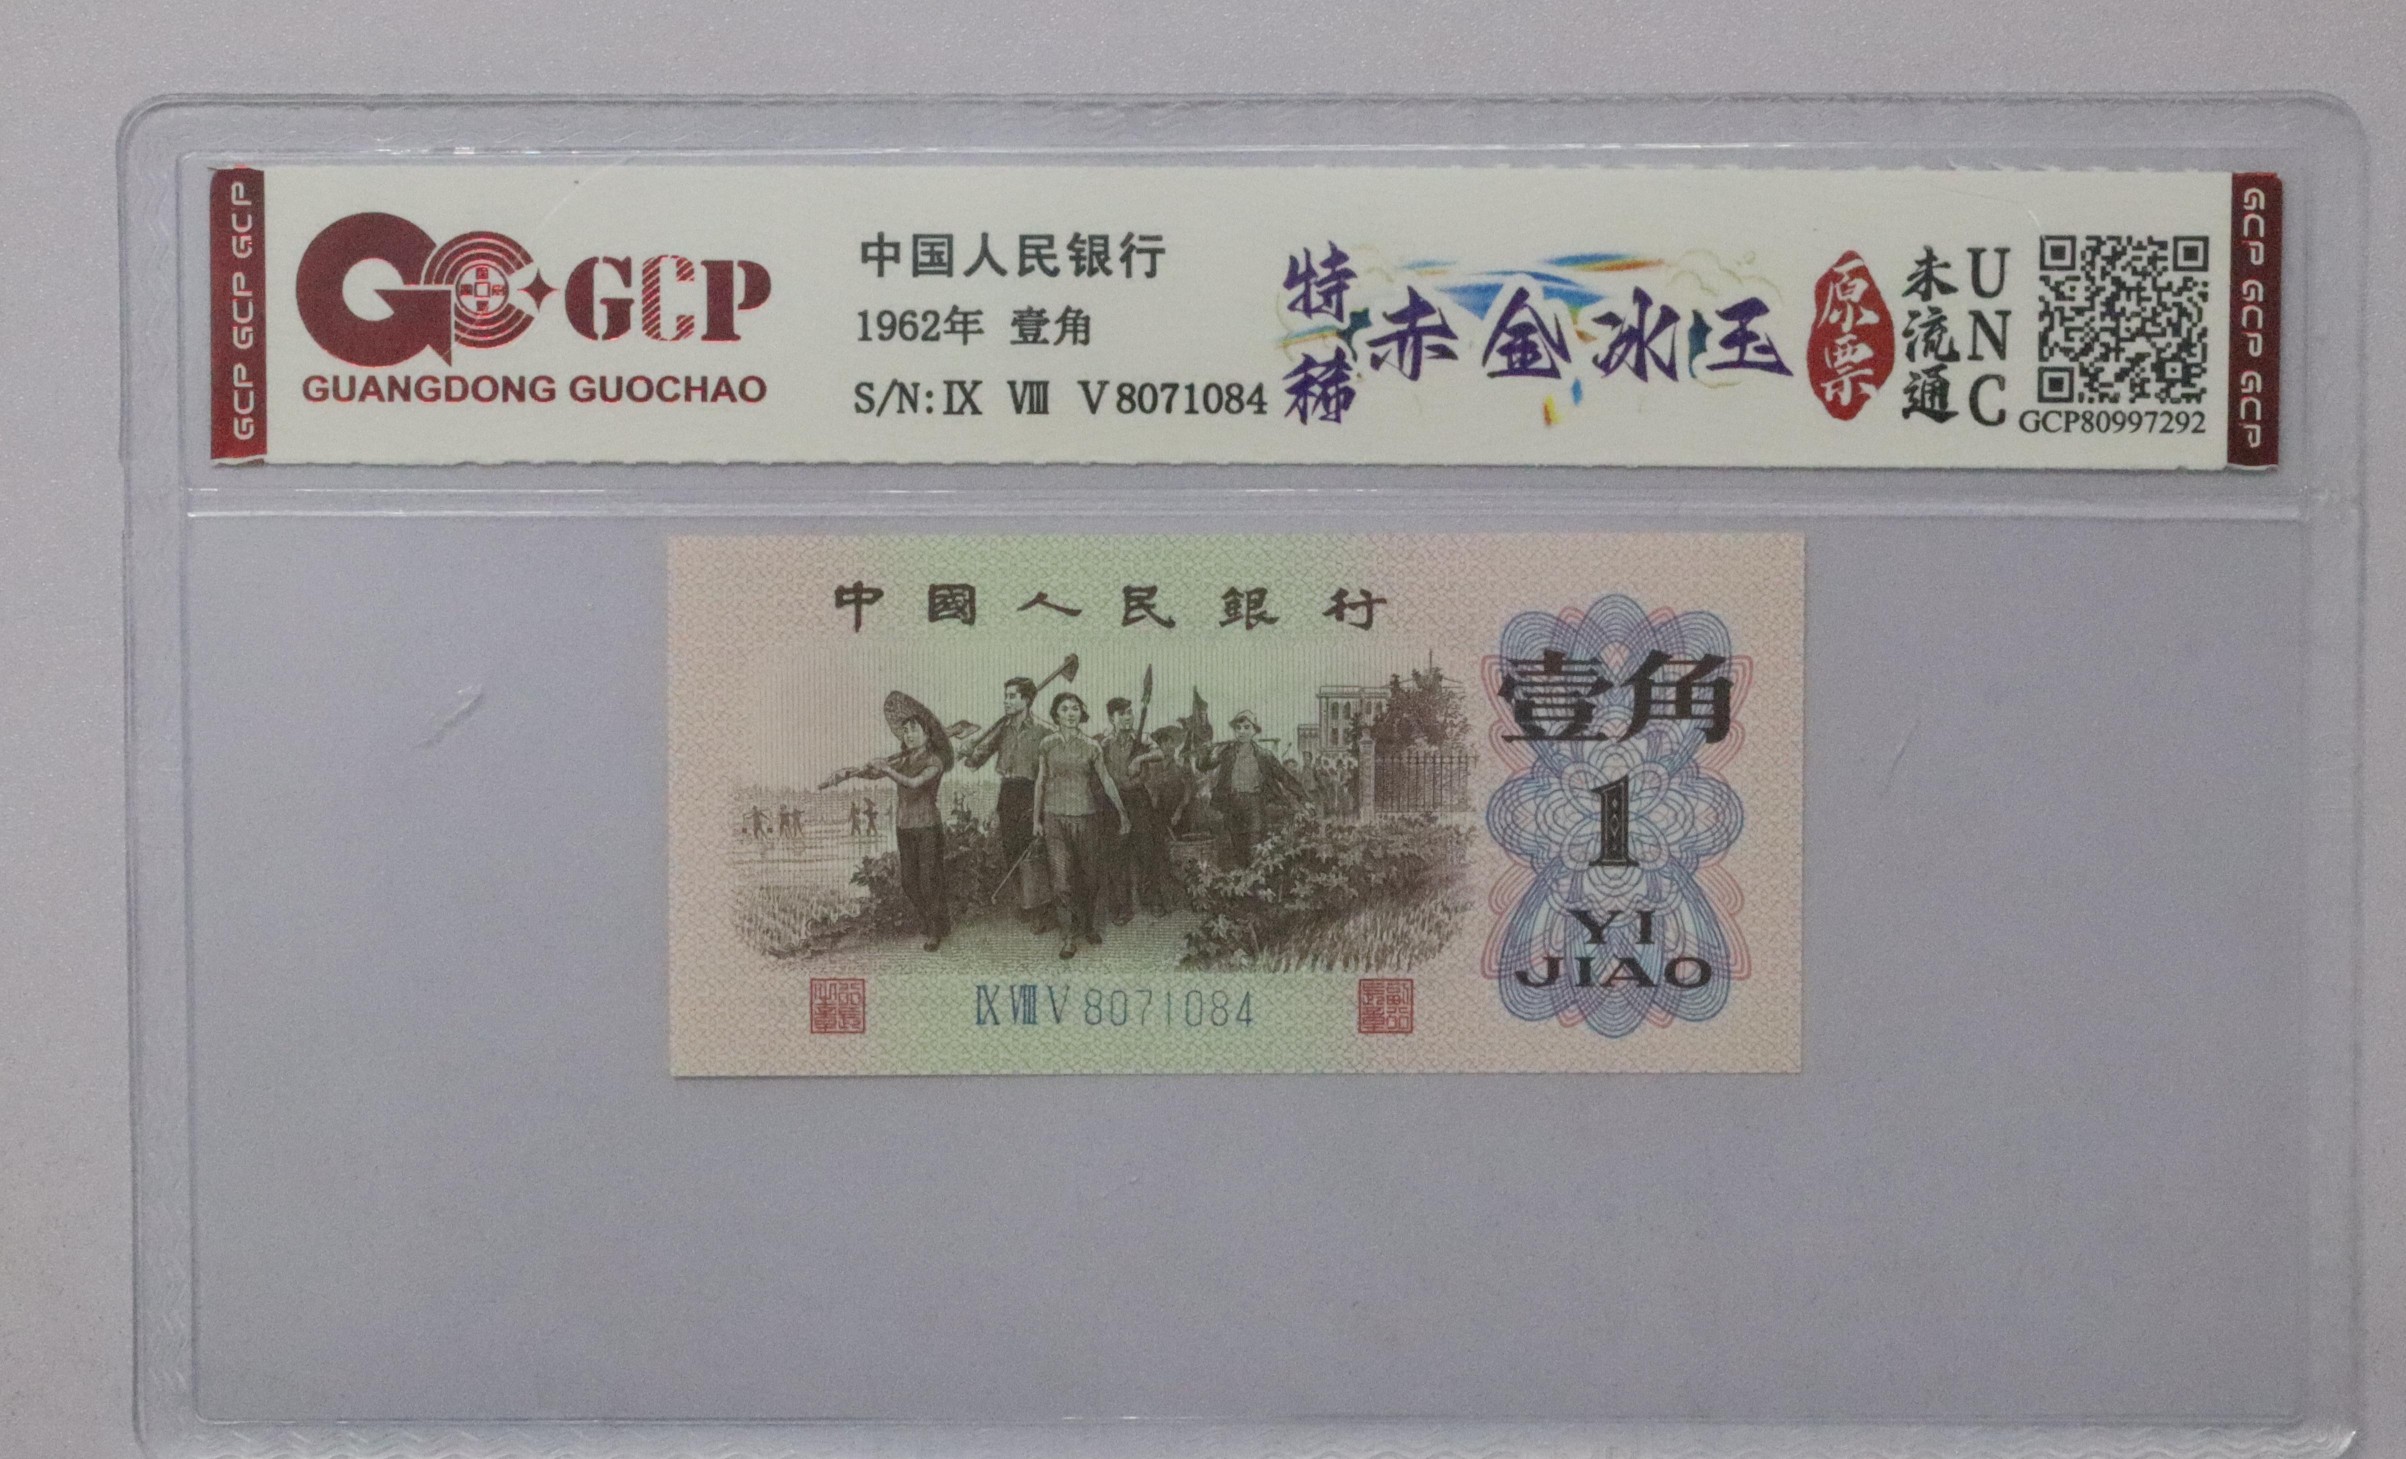 GCP GCP GCP
GCP
GUANGDONG GUOCHAO
中国人民银行
1962年 壹角
S/N: Ⅸ Ⅷ Ⅴ 8071084
特稀
赤金冰玉
原票
未流通
UNC
GCP80997292
GCP GCP GCP
中國人民銀行
壹角
1
YI
JIAO
Ⅸ Ⅷ Ⅴ 8071084